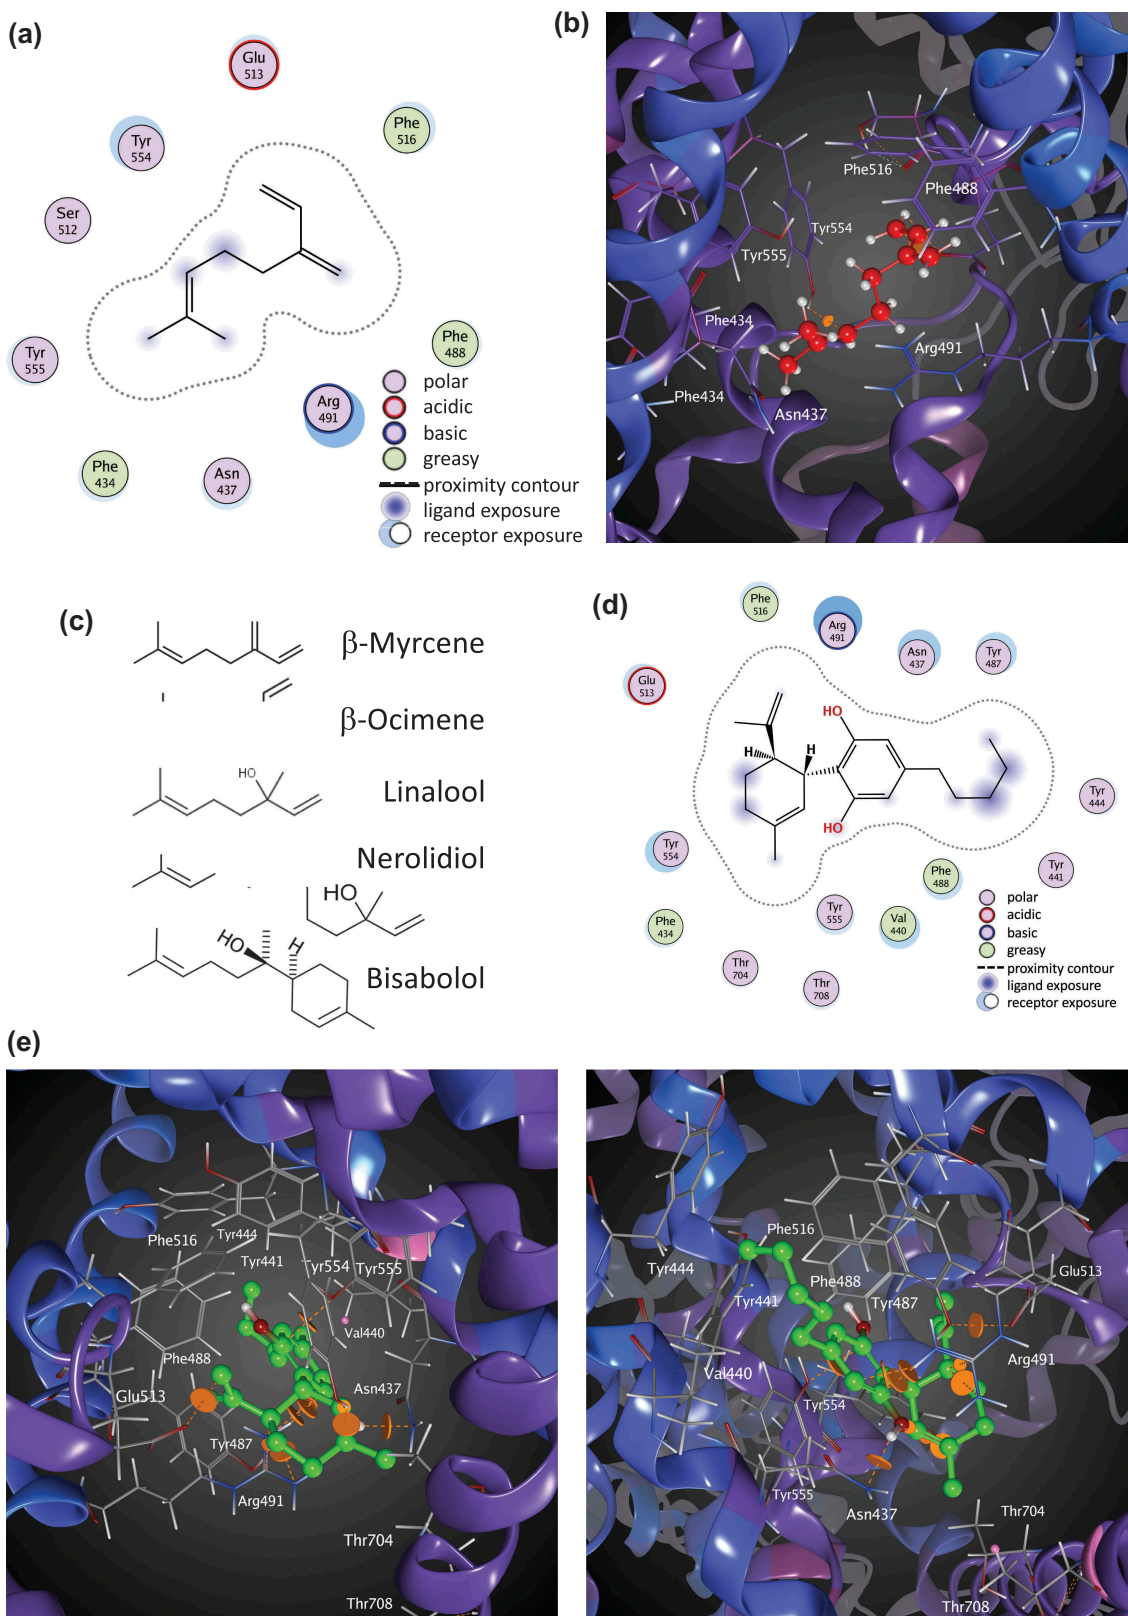 (a)
Glu
513
Phe
516
Tyr
554
Ser
512
Tyr
555
Phe
488
Arg
491
Phe
434
Asn
437
polar
acidic
basic
greasy
proximity contour
ligand exposure
receptor exposure
(b)
Phe516
Phe488
Tyr554
Tyr555
Phe434
Arg491
Phe434
Asn437
(c)
β-Myrcene
β-Ocimene
HO
Linalool
Nerolidiol
HO
HO
H
Bisabolol
(d)
Phe
516
Arg
491
Asn
437
Tyr
487
Glu
513
HO
H
H
HO
Tyr
444
Tyr
554
Phe
488
Tyr
441
Phe
434
Tyr
555
Val
440
Thr
704
Thr
708
polar
acidic
basic
greasy
proximity contour
ligand exposure
receptor exposure
(e)
Phe516
Tyr444
Tyr441
Tyr554
Tyr555
Val440
Phe488
Glu513
Asn437
Tyr487
Arg491
Thr704
Thr708
Phe516
Tyr444
Phe488
Glu513
Tyr441
Tyr487
Val440
Arg491
Tyr554
Tyr555
Asn437
Thr704
Thr708